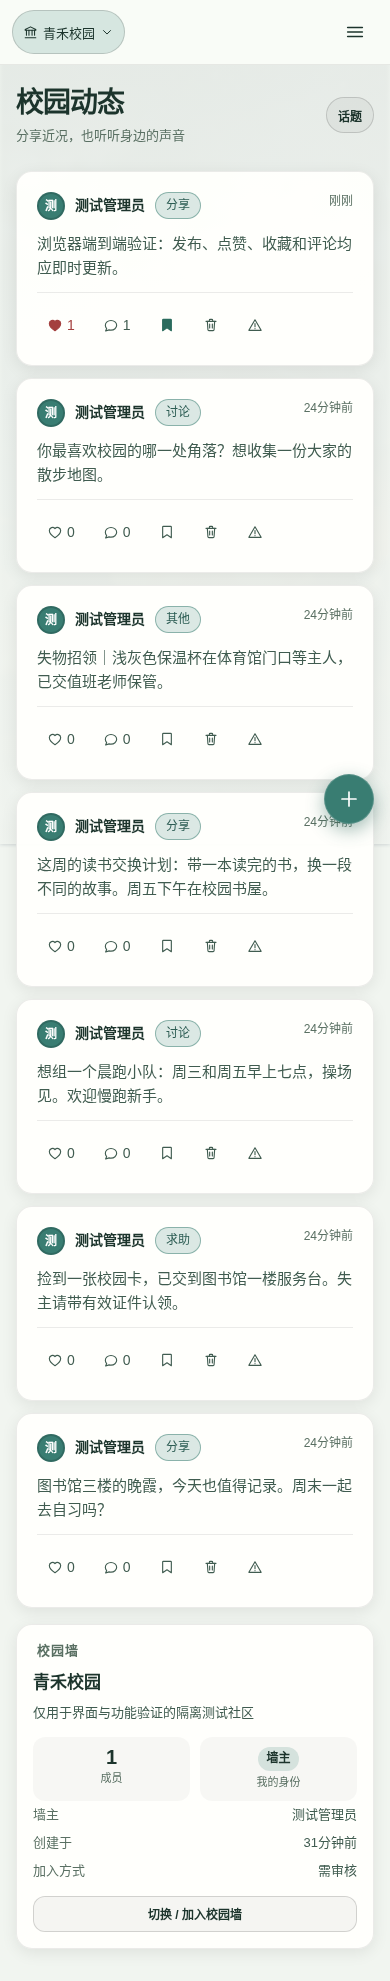 青禾校园
校园动态
分享近况，也听听身边的声音
话题
测 测试管理员 分享 刚刚
浏览器端到端验证：发布、点赞、收藏和评论均
应即时更新。
1 1
测 测试管理员 讨论 24分钟前
你最喜欢校园的哪一处角落？想收集一份大家的
散步地图。
0 0
测 测试管理员 其他 24分钟前
失物招领｜浅灰色保温杯在体育馆门口等主人，
已交值班老师保管。
0 0
测 测试管理员 分享 24分钟前
这周的读书交换计划：带一本读完的书，换一段
不同的故事。周五下午在校园书屋。
0 0
测 测试管理员 讨论 24分钟前
想组一个晨跑小队：周三和周五早上七点，操场
见。欢迎慢跑新手。
0 0
测 测试管理员 求助 24分钟前
捡到一张校园卡，已交到图书馆一楼服务台。失
主请带有效证件认领。
0 0
测 测试管理员 分享 24分钟前
图书馆三楼的晚霞，今天也值得记录。周末一起
去自习吗？
0 0
校园墙
青禾校园
仅用于界面与功能验证的隔离测试社区
1 墙主
成员 我的身份
墙主 测试管理员
创建于 31分钟前
加入方式 需审核
切换 / 加入校园墙